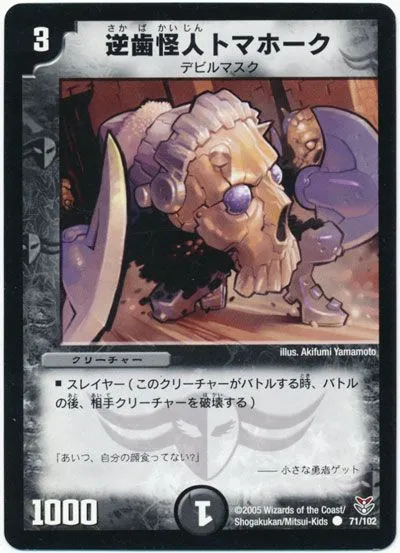 3
さかばかいじん
逆歯怪人トマホーク
デビルマスク
illus. Akifumi Yamamoto
クリーチャー
■ スレイヤー(このクリーチャーがバトルする時、バトル
の後、相手クリーチャーを破壊する)
「あいつ、自分の顔食ってない?」
—— 小さな勇者ゲット
©2005 Wizards of the Coast/
Shogakukan/Mitsui-Kids ● 71/102
1000
1